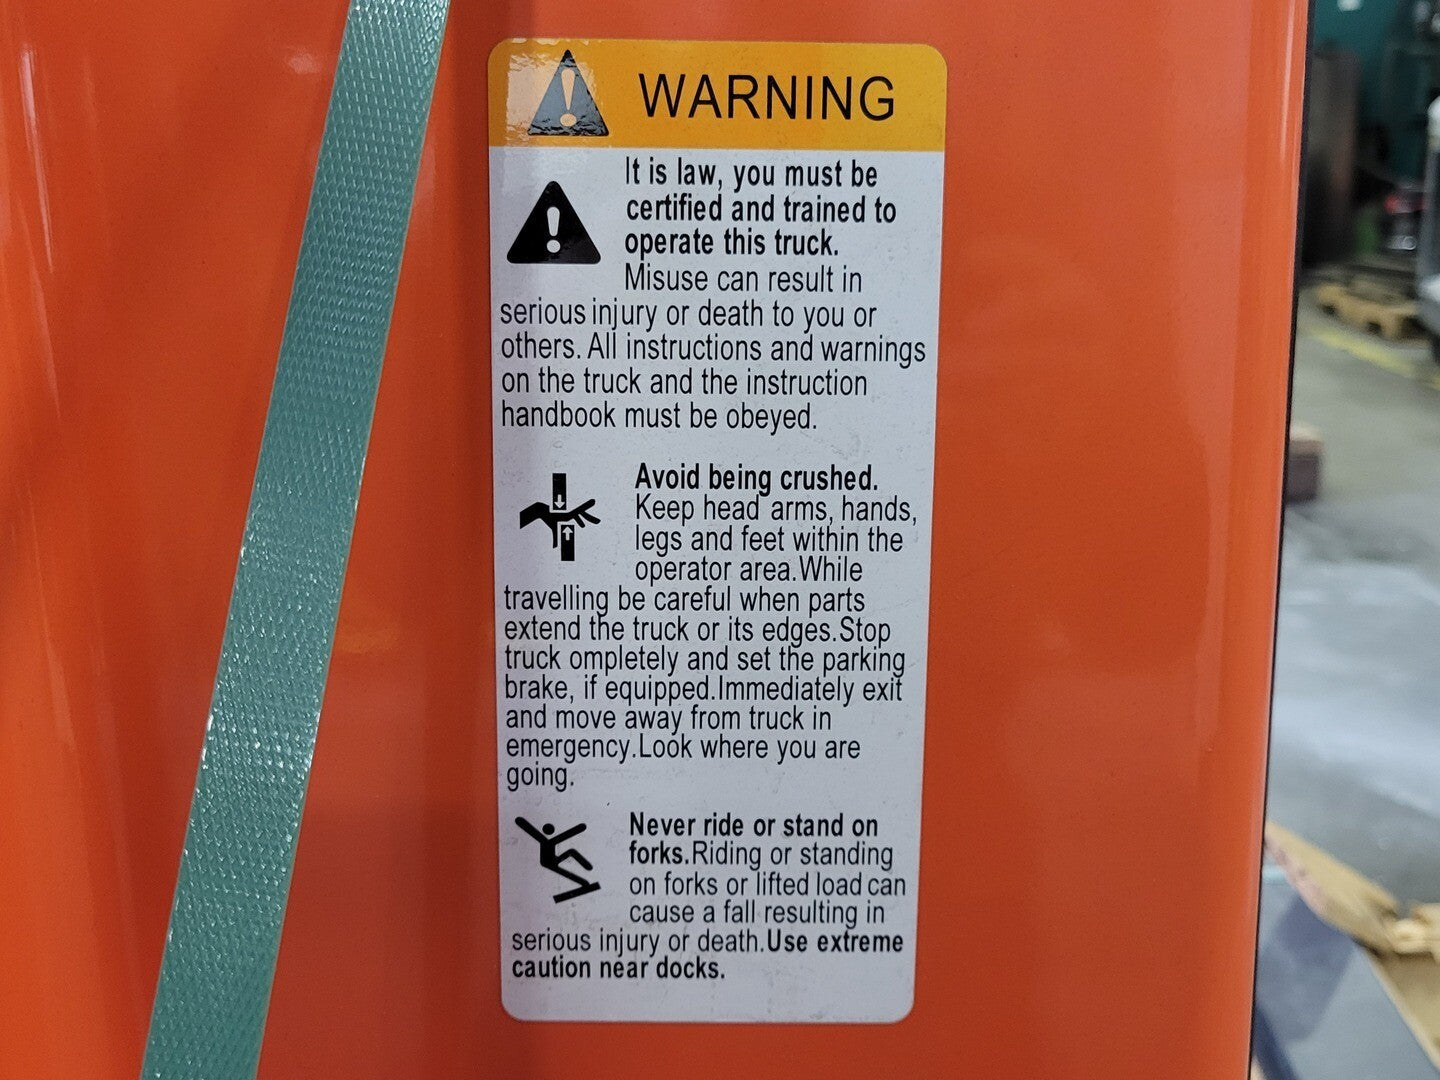 WARNING
It is law, you must be
certified and trained to
operate this truck.
Misuse can result in
serious injury or death to you or
others. All instructions and warnings
on the truck and the instruction
handbook must be obeyed.
Avoid being crushed.
Keep head arms, hands,
legs and feet within the
operator area.While
travelling be careful when parts
extend the truck or its edges.Stop
truck ompletely and set the parking
brake, if equipped.Immediately exit
and move away from truck in
emergency.Look where you are
going.
Never ride or stand on
forks.Riding or standing
on forks or lifted load can
cause a fall resulting in
serious injury or death.Use extreme
caution near docks.